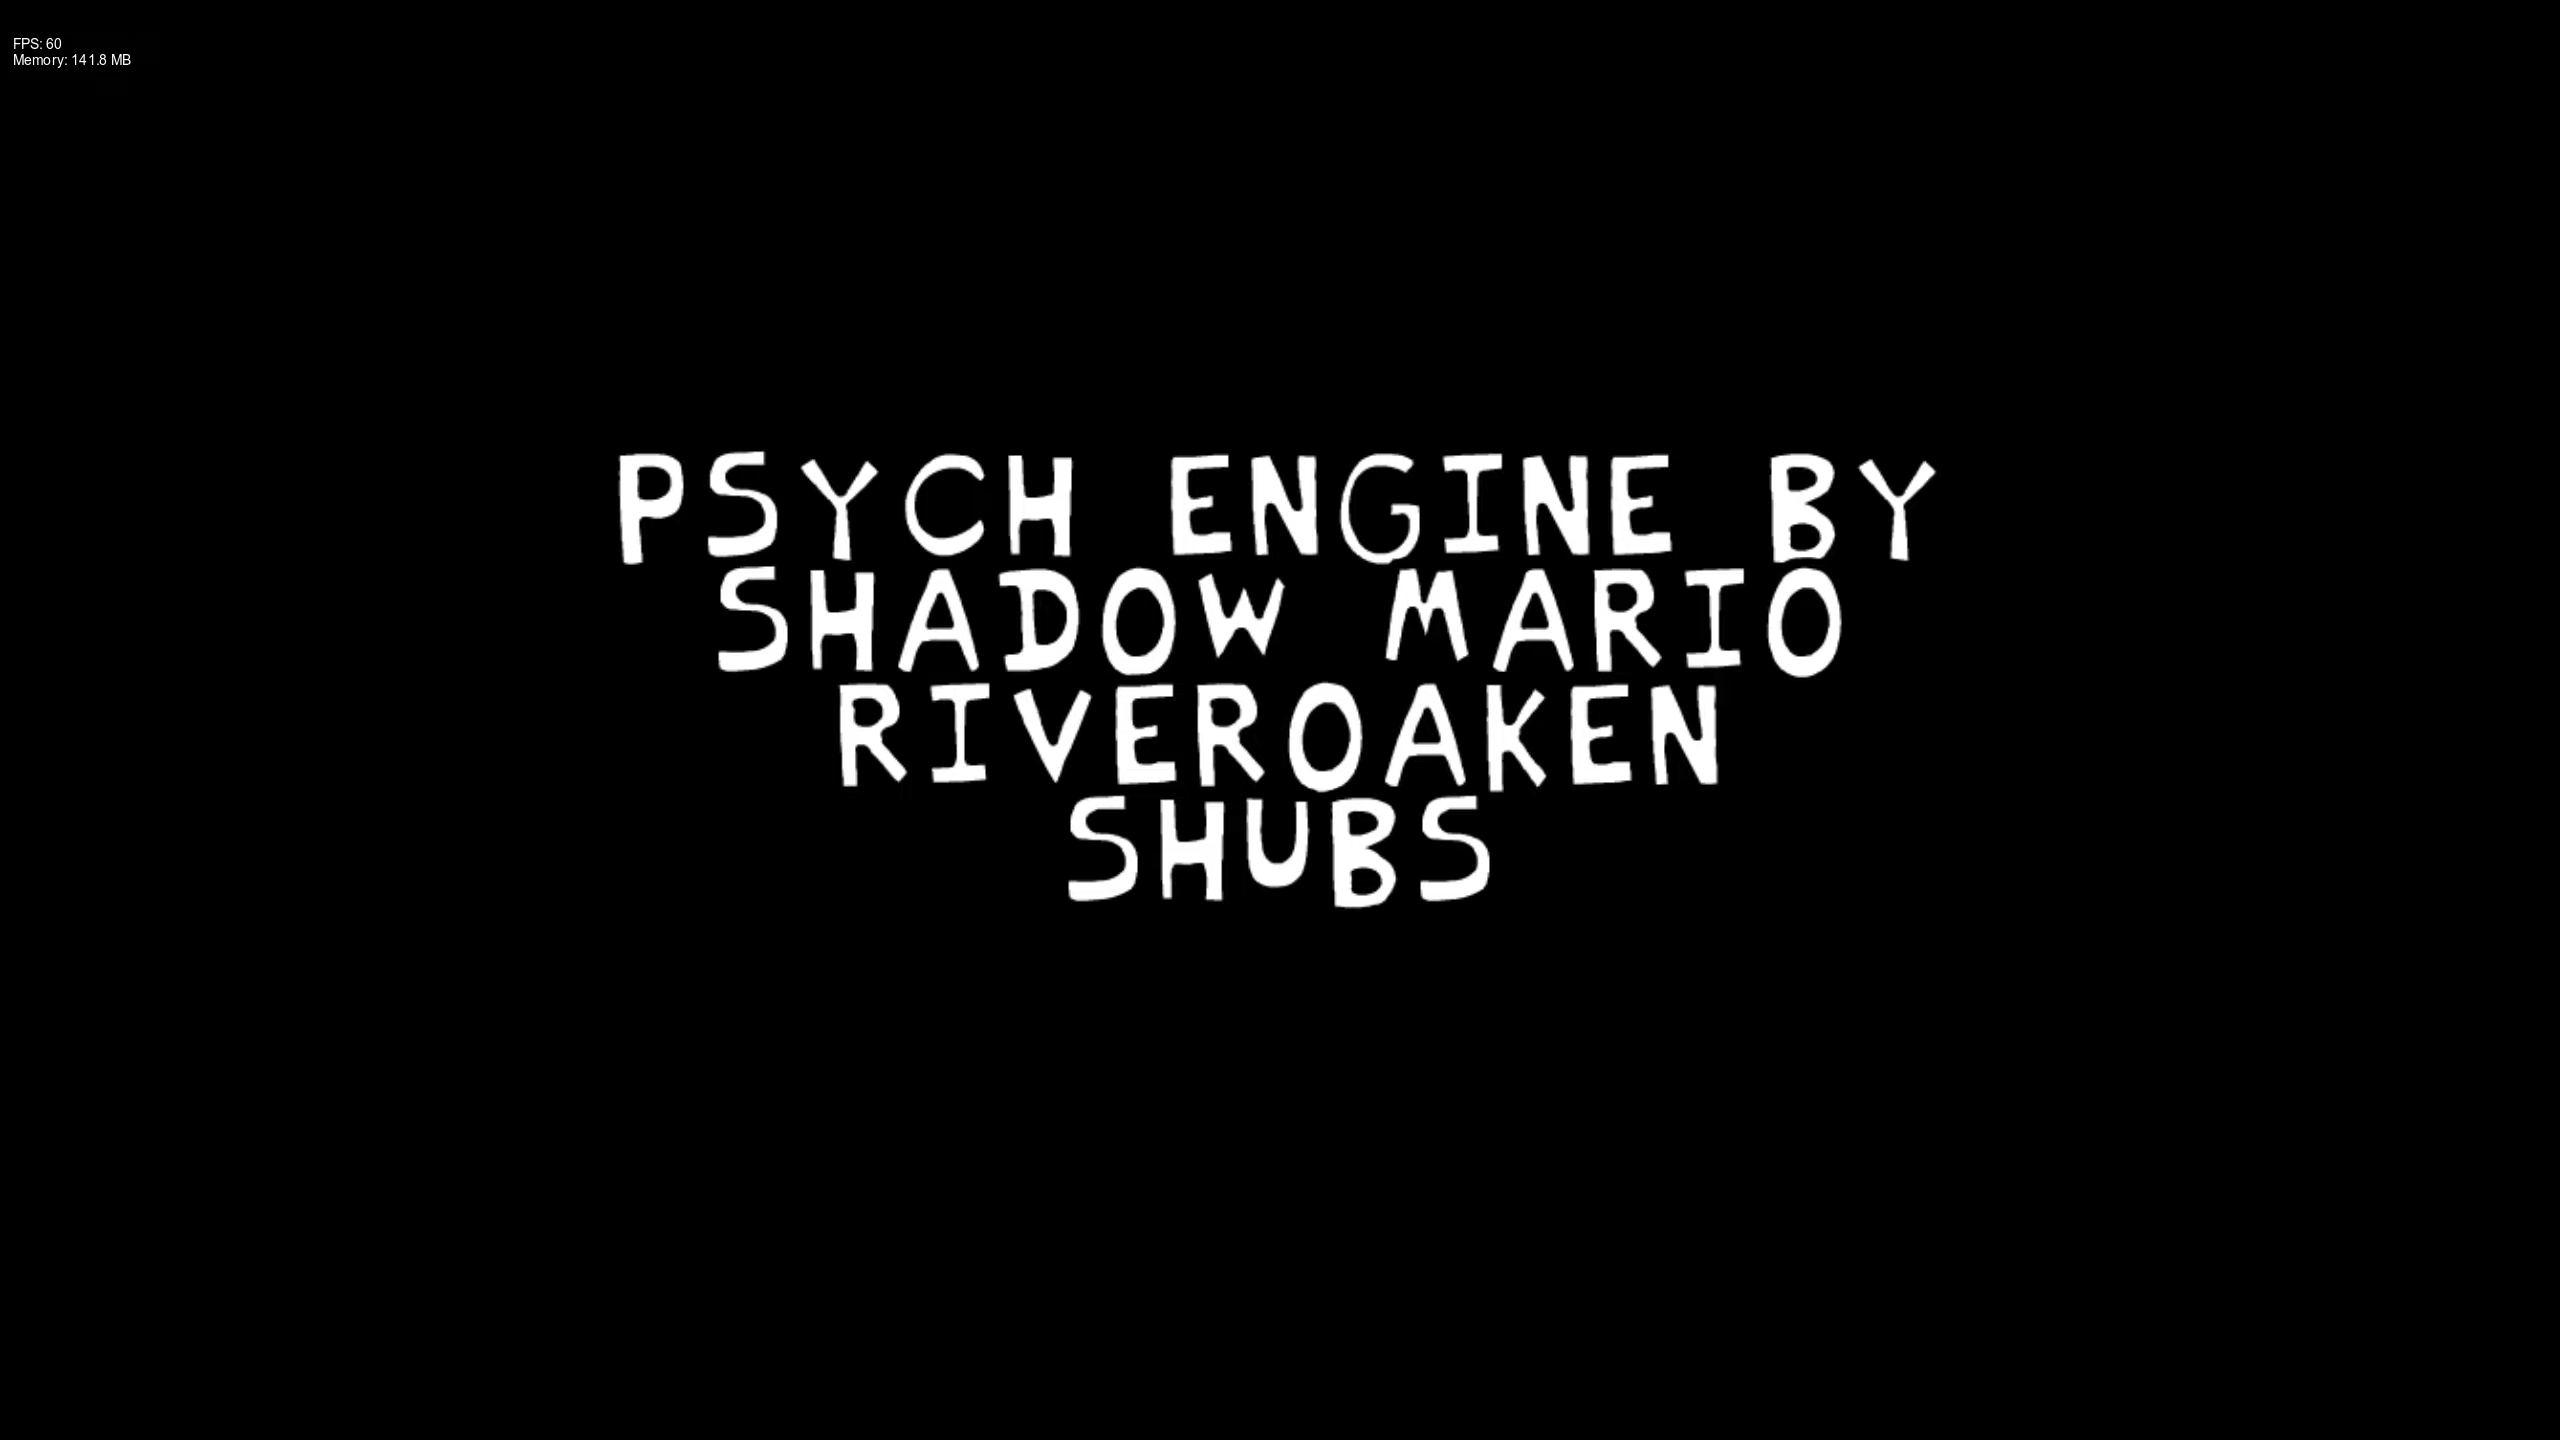 FPS: 60
Memory: 141.8 MB
PSYCH ENGINE BY
SHADOW MARIO
RIVEROAKEN
SHUBS